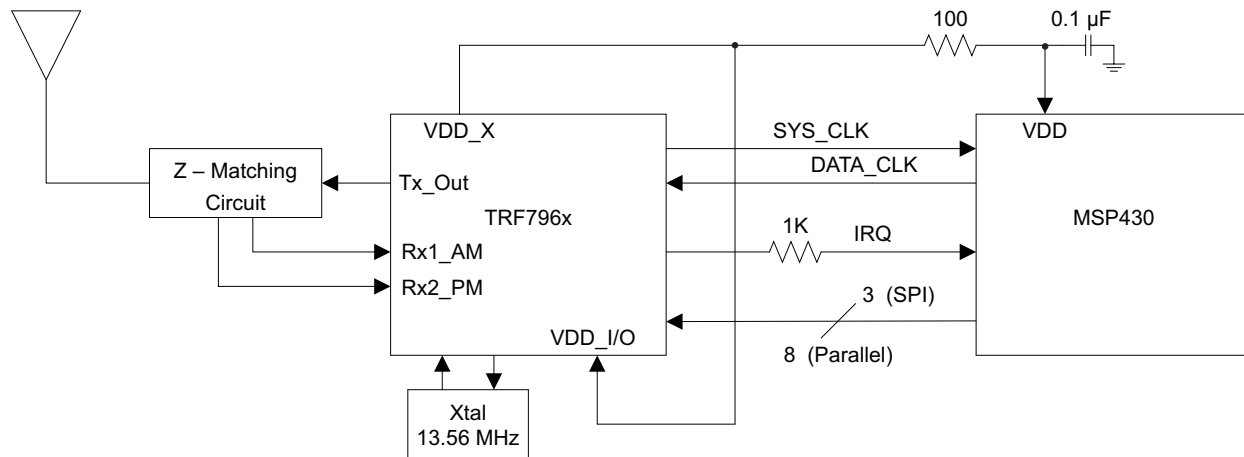 100
0.1 µF
VDD_X
SYS_CLK
VDD
DATA_CLK
Z – Matching
Circuit
Tx_Out
TRF796x
MSP430
1K
IRQ
Rx1_AM
Rx2_PM
3 (SPI)
VDD_I/O
8 (Parallel)
Xtal
13.56 MHz